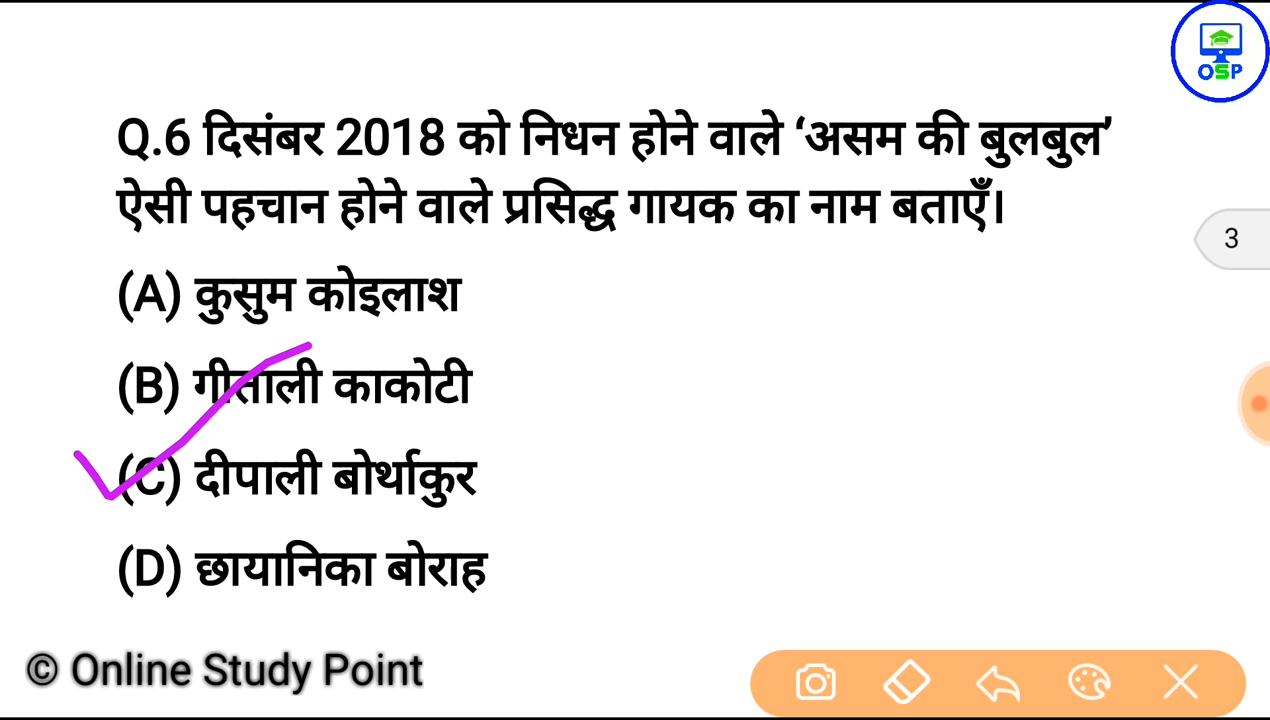 OSP
Q.6 दिसंबर 2018 को निधन होने वाले ‘असम की बुलबुल’
ऐसी पहचान होने वाले प्रसिद्ध गायक का नाम बताएँ।
3
(A) कुसुम कोइलाश
(B) गीताली काकोटी
(C) दीपाली बोर्थाकुर
(D) छायानिका बोराह
© Online Study Point